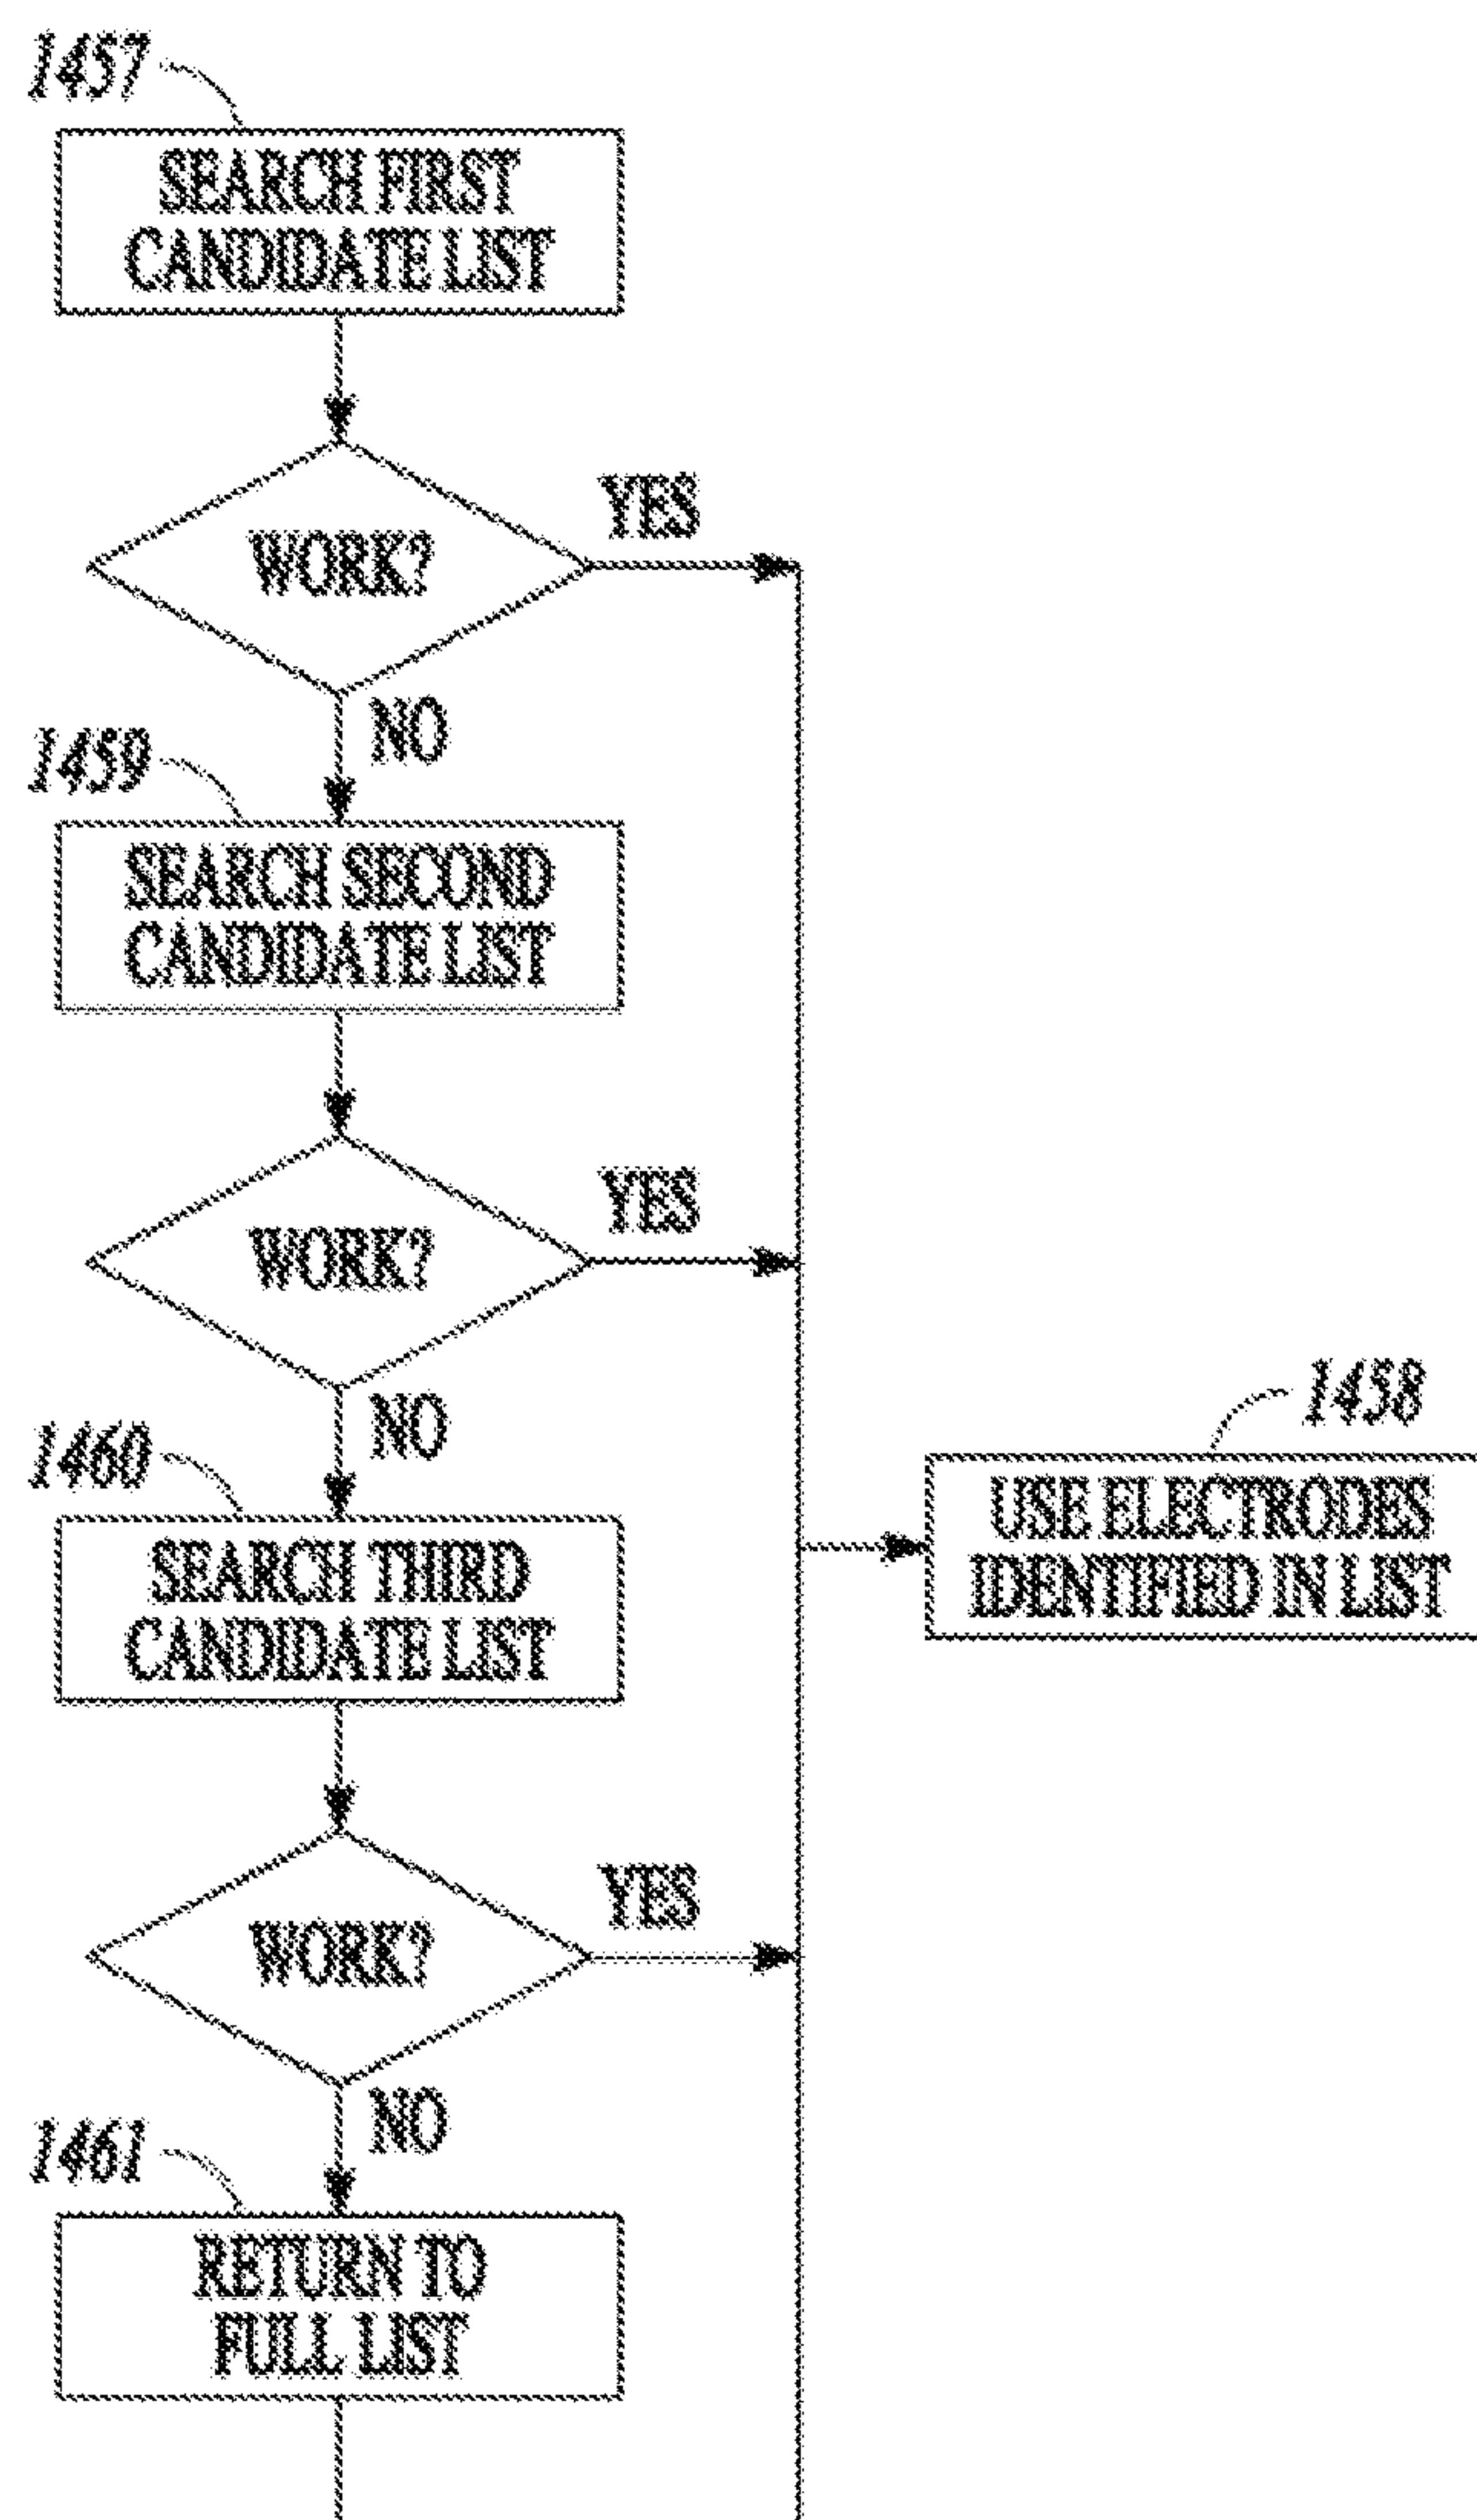 1457
SEARCH FIRST
CANDIDATE LIST
WORK?
YES
NO
1459
SEARCH SECOND
CANDIDATE LIST
WORK?
YES
NO
1458
USE ELECTRODES
IDENTIFIED IN LIST
1460
SEARCH THIRD
CANDIDATE LIST
WORK?
YES
NO
1461
RETURN TO
FULL LIST